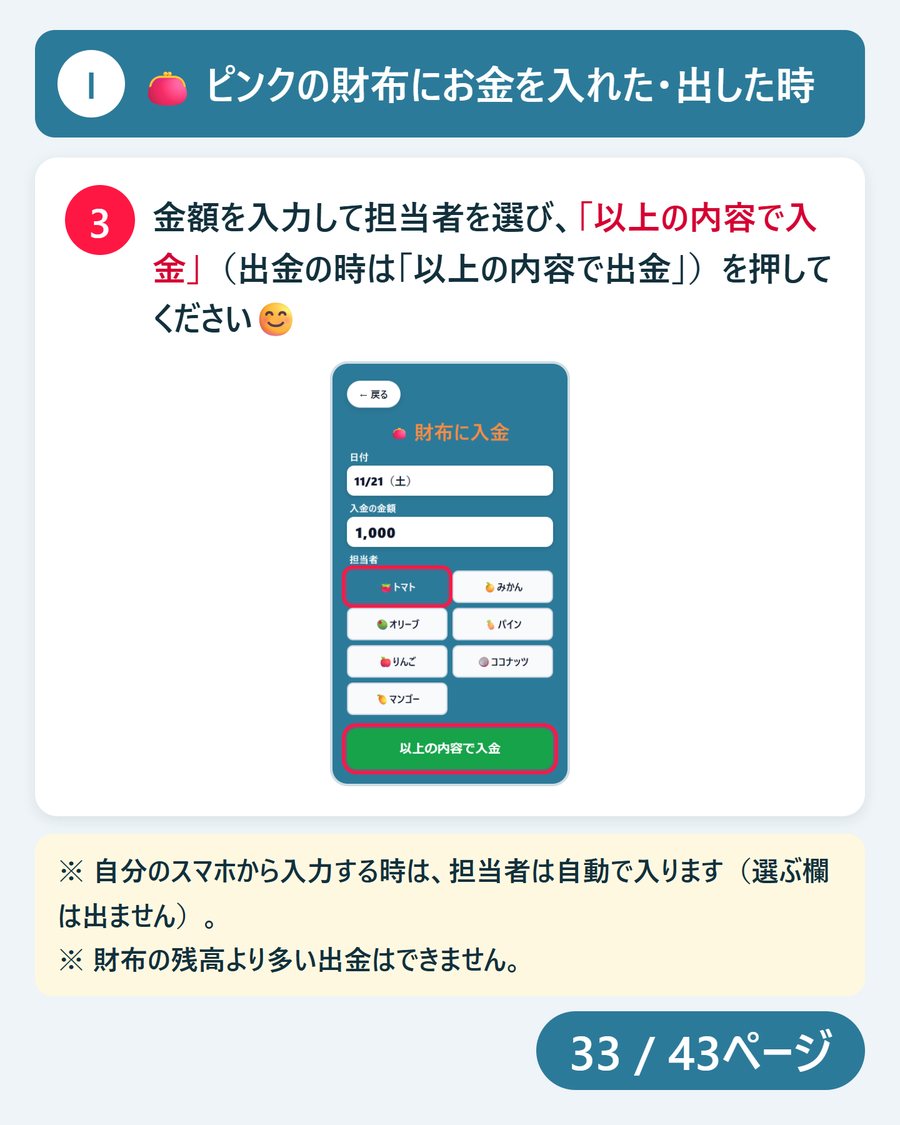 1 ピンクの財布にお金を入れた・出した時
3
金額を入力して担当者を選び、「以上の内容で入
金」（出金の時は「以上の内容で出金」）を押して
ください
← 戻る
財布に入金
日付
11/21（土）
入金の金額
1,000
担当者
トマト みかん
オリーブ パイン
りんご ココナッツ
マンゴー
以上の内容で入金
※ 自分のスマホから入力する時は、担当者は自動で入ります（選ぶ欄
は出ません）。
※ 財布の残高より多い出金はできません。
33 / 43ページ